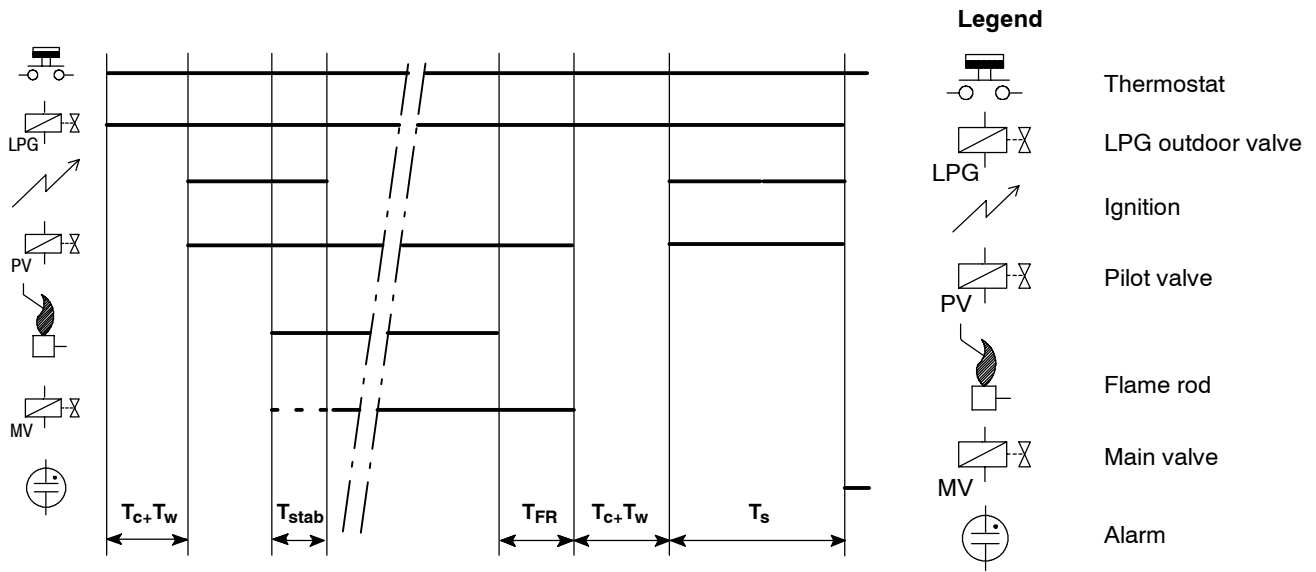 Legend
Thermostat
LPG
LPG outdoor valve
LPG
Ignition
PV
Pilot valve
PV
Flame rod
MV
Main valve
MV
Tc+Tw
Tstab
TFR
Tc+Tw
Ts
Alarm